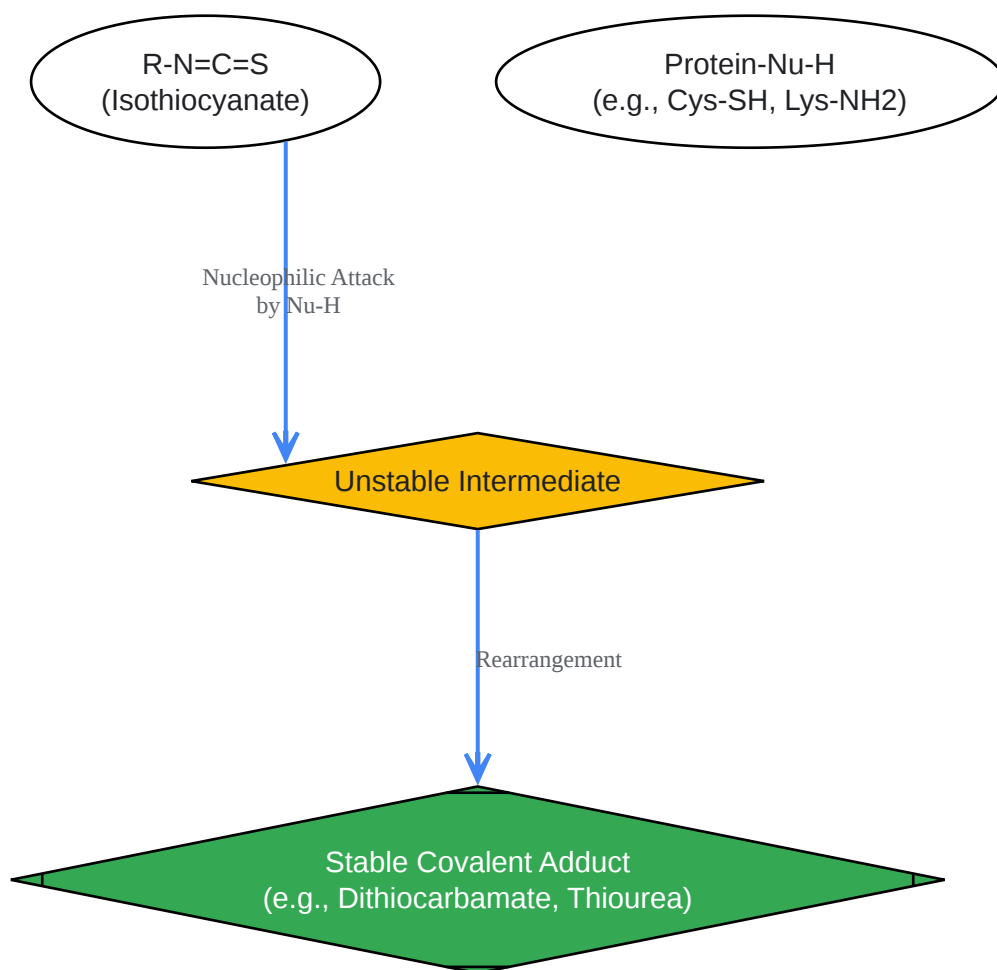 R-N=C=S
(Isothiocyanate)
Protein-Nu-H
(e.g., Cys-SH, Lys-NH2)
Nucleophilic Attack
by Nu-H
Unstable Intermediate
Rearrangement
Stable Covalent Adduct
(e.g., Dithiocarbamate, Thiourea)